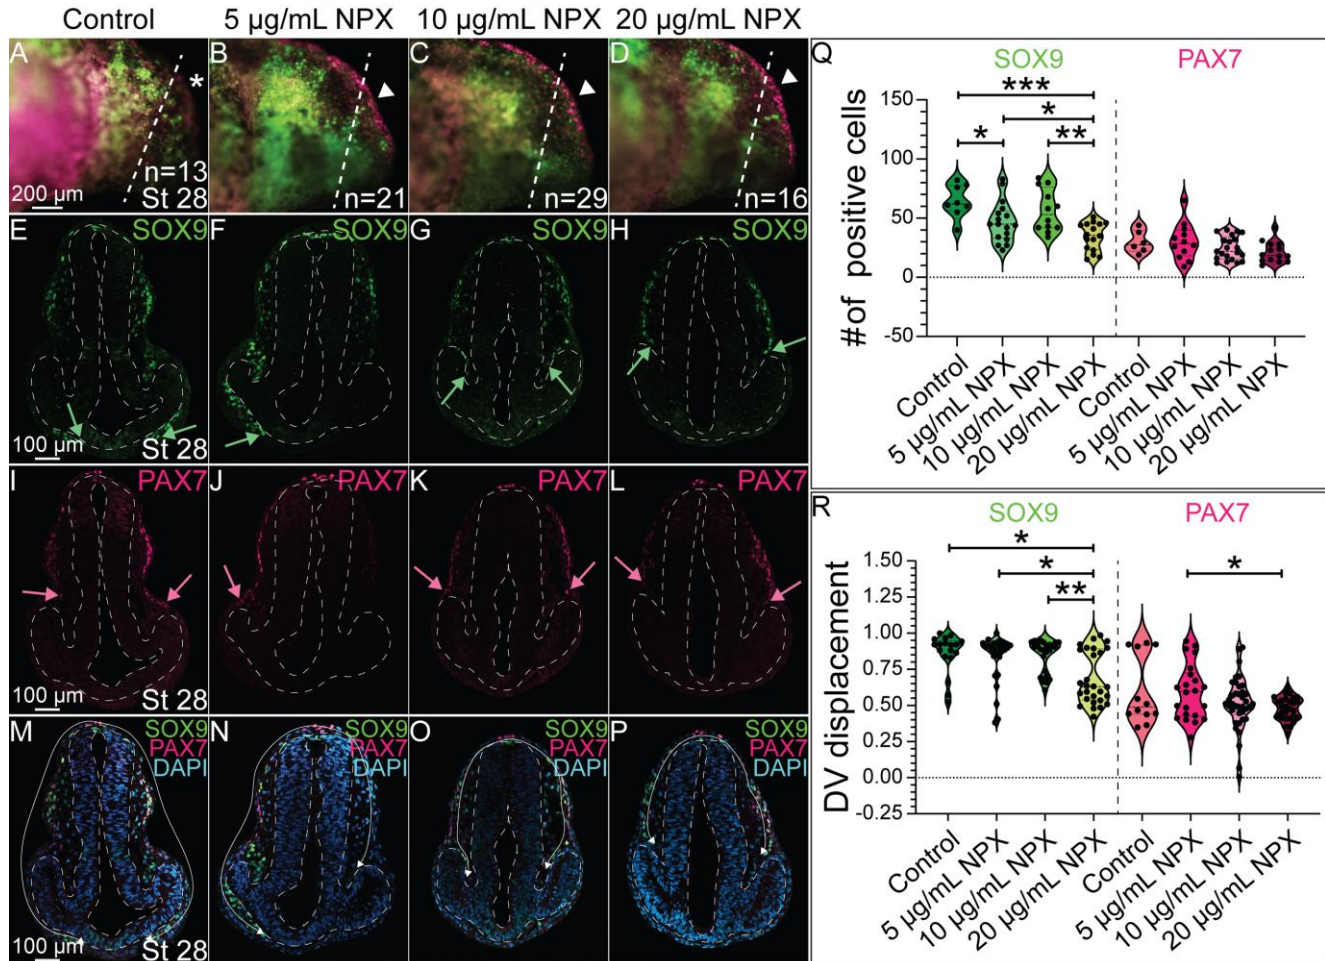 Control
5 µg/mL NPX
10 µg/mL NPX
20 µg/mL NPX
A
*
n=13
200 µm
St 28
B
n=21
C
n=29
D
n=16
E
SOX9
100 µm
St 28
F
SOX9
G
SOX9
H
SOX9
I
PAX7
100 µm
St 28
J
PAX7
K
PAX7
L
PAX7
M
SOX9
PAX7
DAPI
100 µm
St 28
N
SOX9
PAX7
DAPI
O
SOX9
PAX7
DAPI
P
SOX9
PAX7
DAPI
Q
SOX9
PAX7
# of positive cells
150
100
50
0
-50
***
*
*
**
Control
5 µg/mL NPX
10 µg/mL NPX
20 µg/mL NPX
Control
5 µg/mL NPX
10 µg/mL NPX
20 µg/mL NPX
R
SOX9
PAX7
DV displacement
1.50
1.25
1.00
0.75
0.50
0.25
0.00
-0.25
*
*
**
*
Control
5 µg/mL NPX
10 µg/mL NPX
20 µg/mL NPX
Control
5 µg/mL NPX
10 µg/mL NPX
20 µg/mL NPX